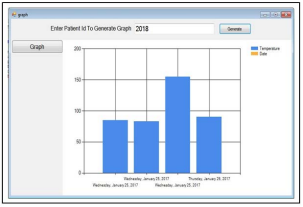 graph
Enter Patient Id To Generate Graph 2018 Generate
Graph
Temperature
Date
200
150
100
50
0
Wednesday, January 25, 2017 Thursday, January 26, 2017
Wednesday, January 25, 2017 Wednesday, January 25, 2017